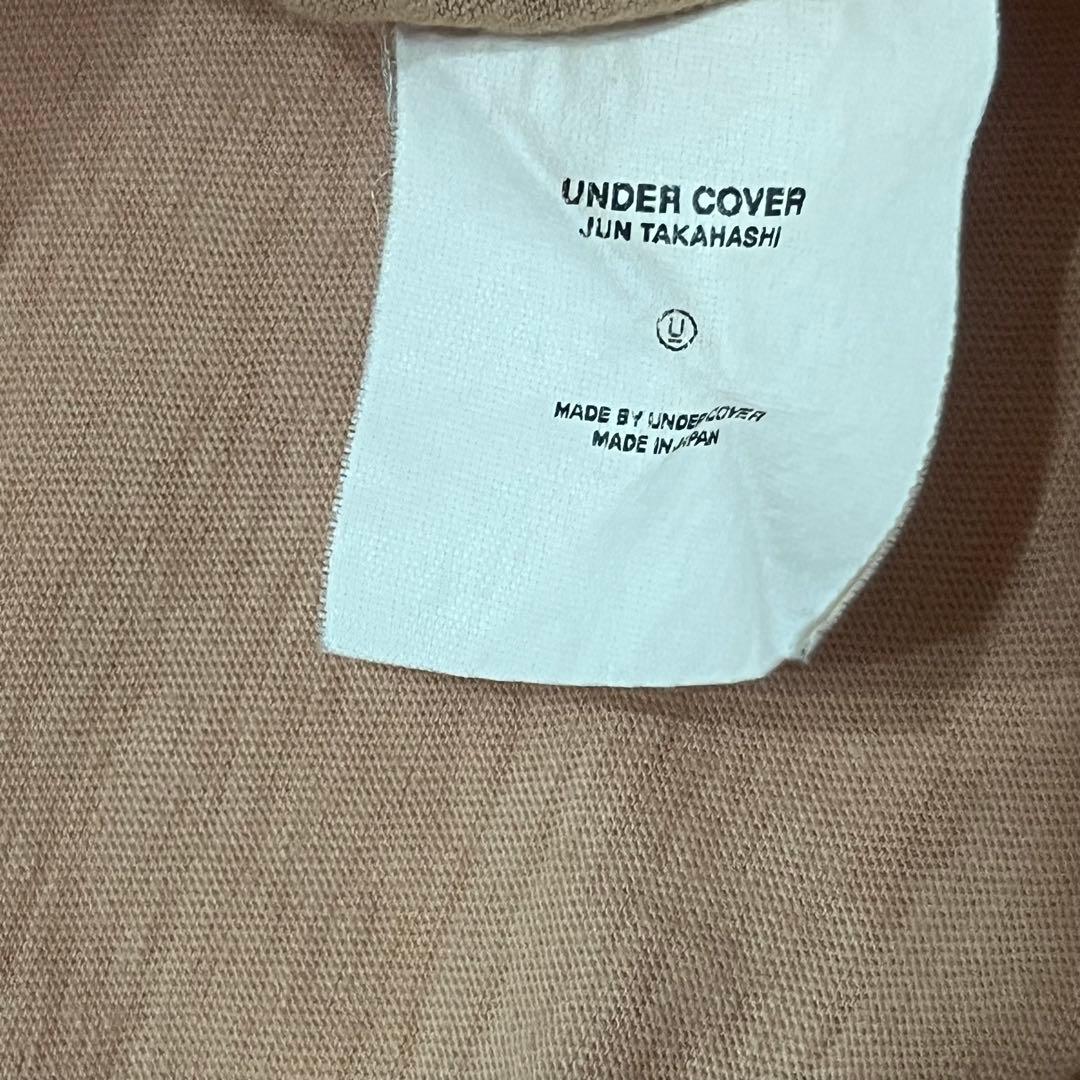 UNDER COVER
JUN TAKAHASHI
U
MADE BY UNDERCOVER
MADE IN JAPAN